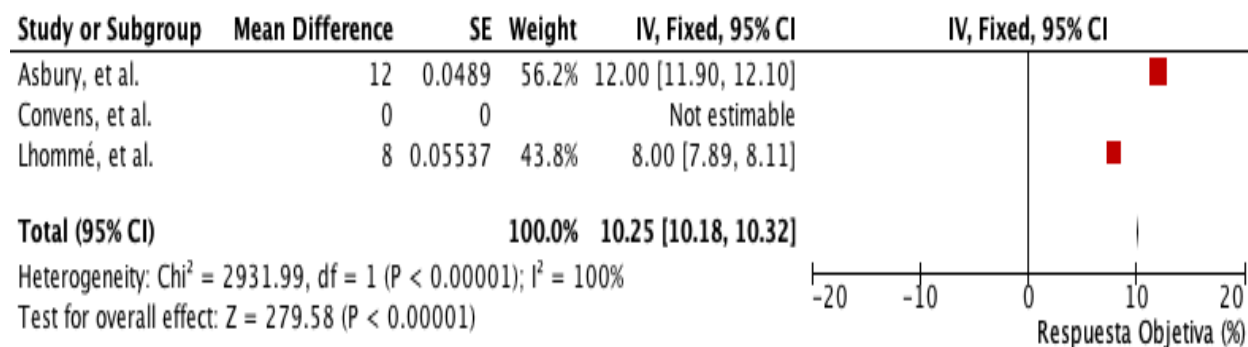 Study or Subgroup Mean Difference SE Weight IV, Fixed, 95% CI IV, Fixed, 95% CI
Asbury, et al. 12 0.0489 56.2% 12.00 [11.90, 12.10]
Convens, et al. 0 0 Not estimable
Lhommé, et al. 8 0.05537 43.8% 8.00 [7.89, 8.11]
Total (95% CI) 100.0% 10.25 [10.18, 10.32]
Heterogeneity: Chi² = 2931.99, df = 1 (P < 0.00001); I² = 100%
Test for overall effect: Z = 279.58 (P < 0.00001)
-20 -10 0 10 20
Respuesta Objetiva (%)